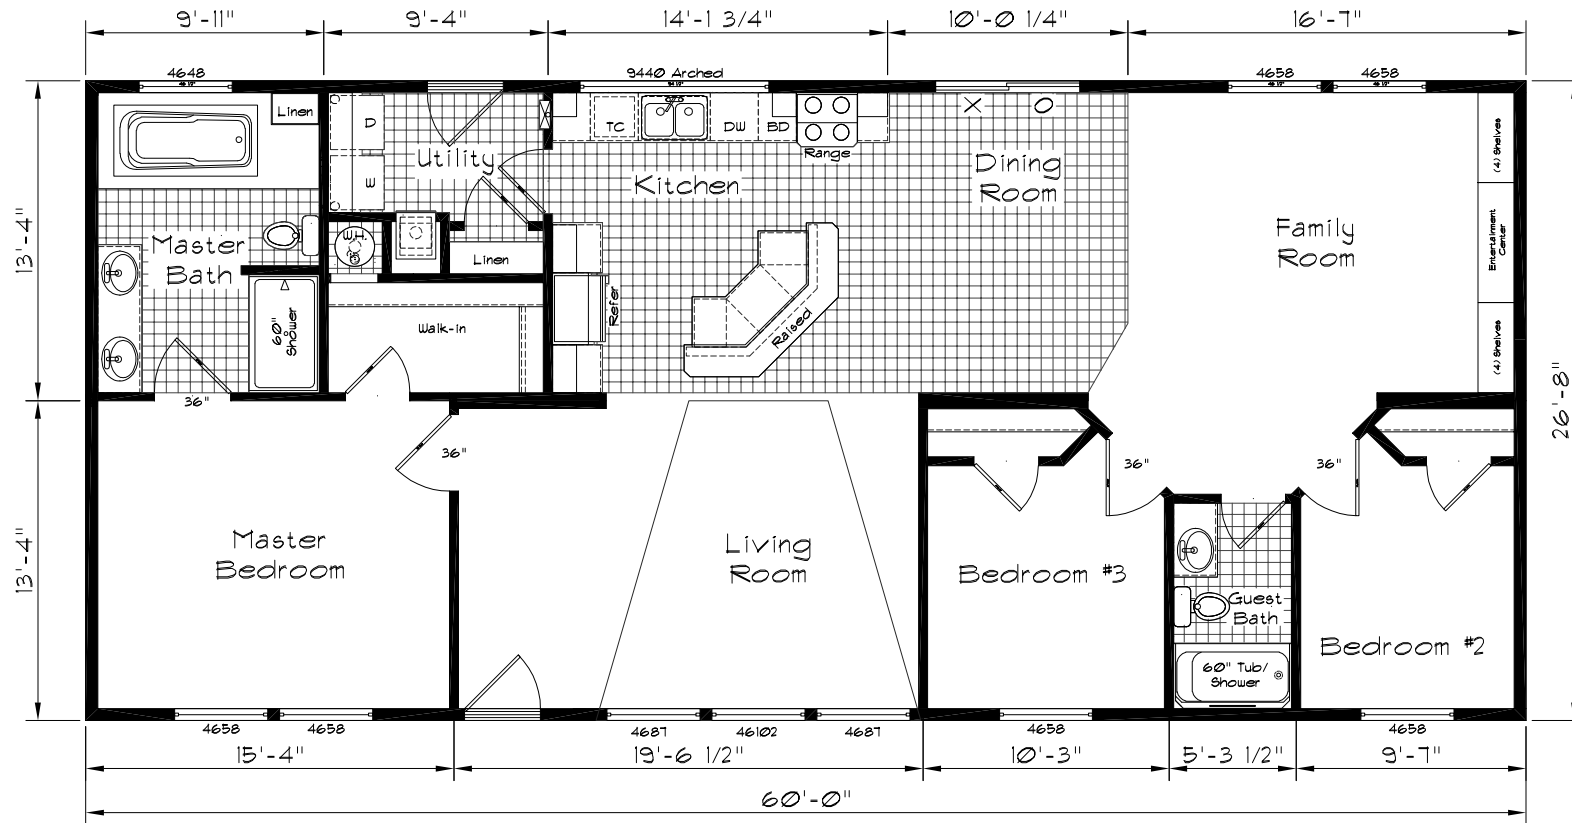 9'-11"
9'-4"
14'-1 3/4"
10'-0 1/4"
16'-7"
4648
9440 Arched
4658
4658
Linen
D
TC
DW
BD
X
O
Range
Utility
Kitchen
Dining
Room
(4) Shelves
13'-4"
Master
Bath
Family
Room
Entertainment
Center
Linen
Refer
60"
Shower
Walk-in
Raised
(4) Shelves
36"
26'-8"
36"
36"
36"
13'-4"
Master
Bedroom
Living
Room
Bedroom #3
Guest
Bath
Bedroom #2
60" Tub/
Shower
4658
4658
4687
46102
4687
4658
4658
15'-4"
19'-6 1/2"
10'-3"
5'-3 1/2"
9'-7"
60'-0"